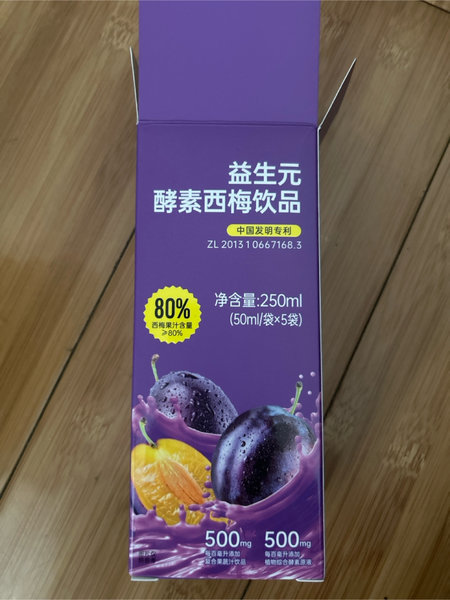 益生元
酵素西梅饮品
中国发明专利
ZL 2013 1 0667168.3
净含量:250ml
(50ml/袋×5袋)
80%
西梅果汁含量
≥80%
500mg
每百毫升添加
复合果蔬汁饮品
500mg
每百毫升添加
植物综合酵素原液